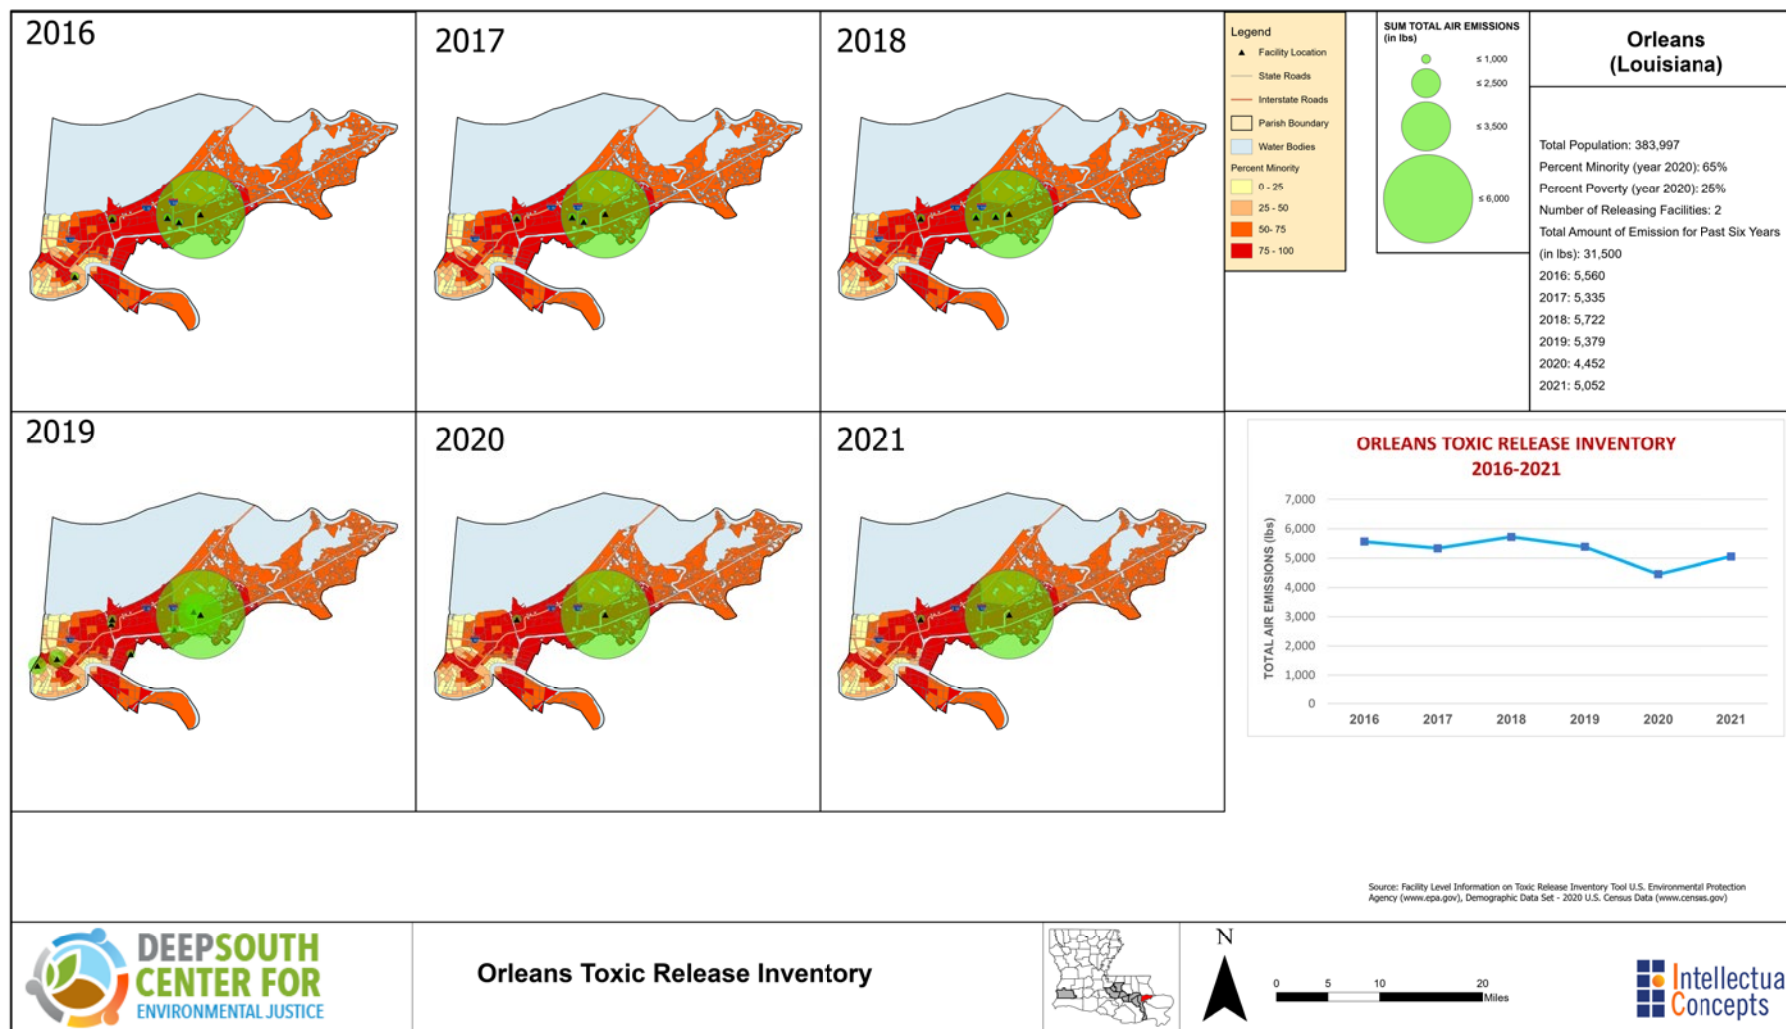 2016
2017
2018
Legend
Facility Location
State Roads
Interstate Roads
Parish Boundary
Water Bodies
Percent Minority
0 - 25
25 - 50
50- 75
75 - 100
SUM TOTAL AIR EMISSIONS
(in lbs)
≤ 1,000
≤ 2,500
≤ 3,500
≤ 6,000
Orleans
(Louisiana)
Total Population: 383,997
Percent Minority (year 2020): 65%
Percent Poverty (year 2020): 25%
Number of Releasing Facilities: 2
Total Amount of Emission for Past Six Years
(in lbs): 31,500
2016: 5,560
2017: 5,335
2018: 5,722
2019: 5,379
2020: 4,452
2021: 5,052
2019
2020
2021
ORLEANS TOXIC RELEASE INVENTORY
2016-2021
TOTAL AIR EMISSIONS (lbs)
7,000
6,000
5,000
4,000
3,000
2,000
1,000
0
2016 2017 2018 2019 2020 2021
Source: Facility Level Information on Toxic Release Inventory Tool U.S. Environmental Protection
Agency (www.epa.gov), Demographic Data Set - 2020 U.S. Census Data (www.census.gov)
DEEPSOUTH
CENTER FOR
ENVIRONMENTAL JUSTICE
Orleans Toxic Release Inventory
N
0 5 10 20
Miles
Intellectua
Concepts